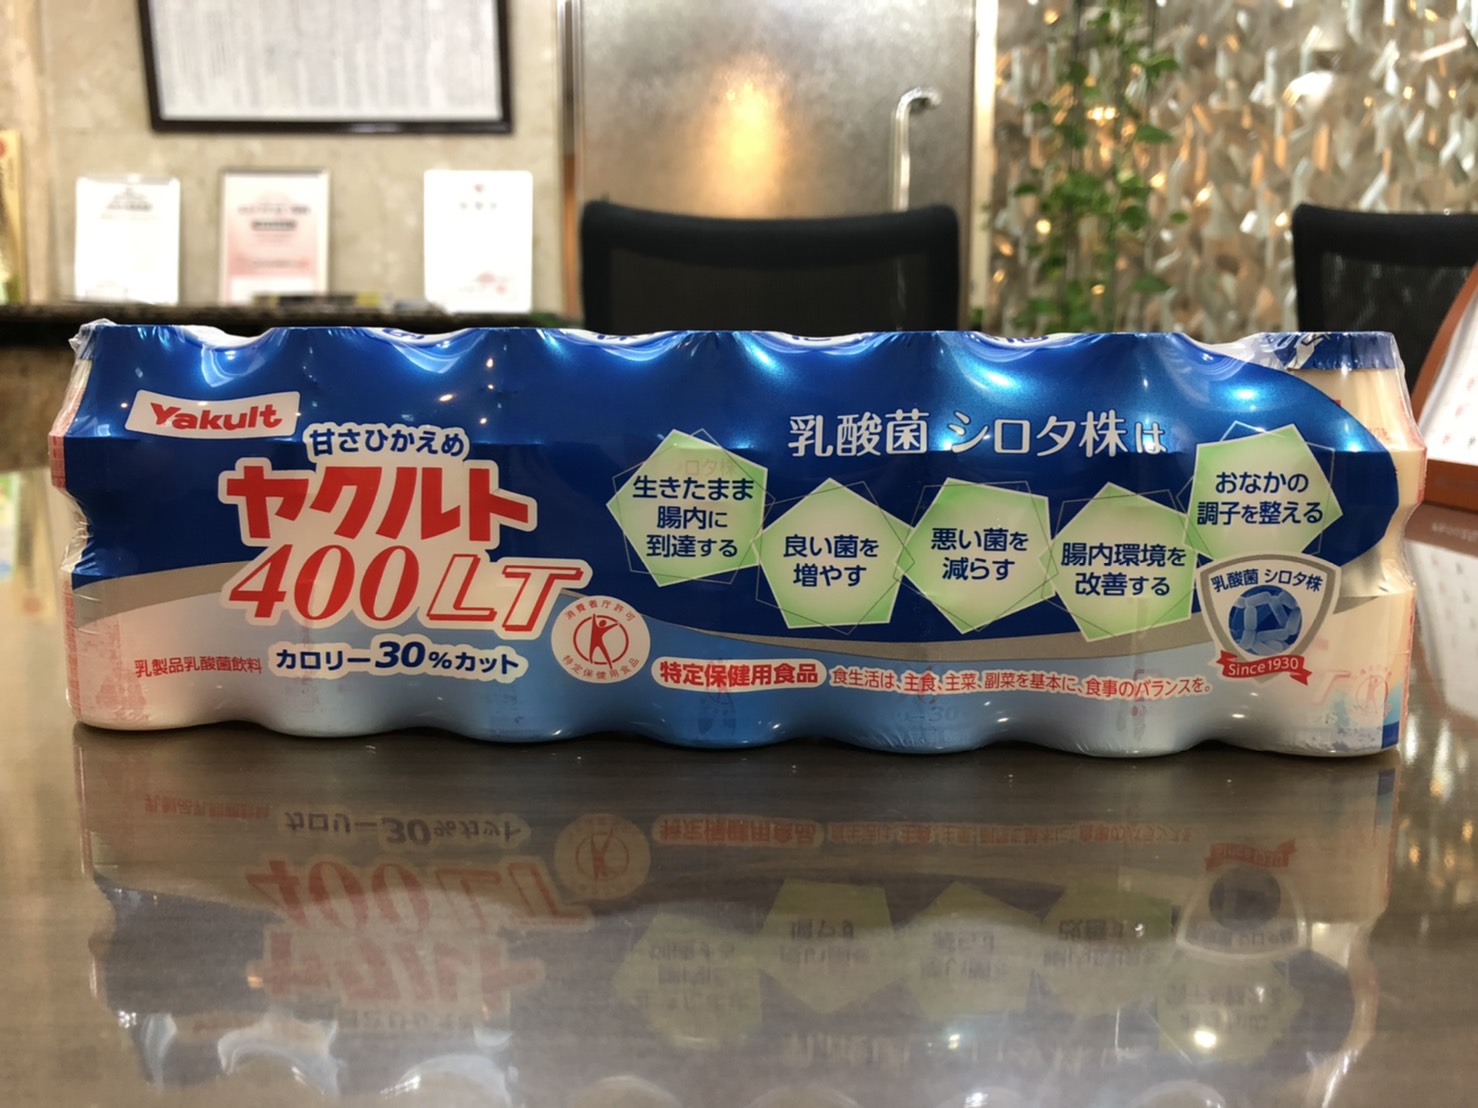 Yakult
甘さひかえめ
ヤクルト
400LT
カロリー30%カット
乳製品乳酸菌飲料
消費者庁許可
特定保健用食品
乳酸菌 シロタ株は
生きたまま
腸内に
到達する
良い菌を
増やす
悪い菌を
減らす
腸内環境を
改善する
おなかの
調子を整える
乳酸菌 シロタ株
Since1930
特定保健用食品
食生活は、主食、主菜、副菜を基本に、食事のバランスを。